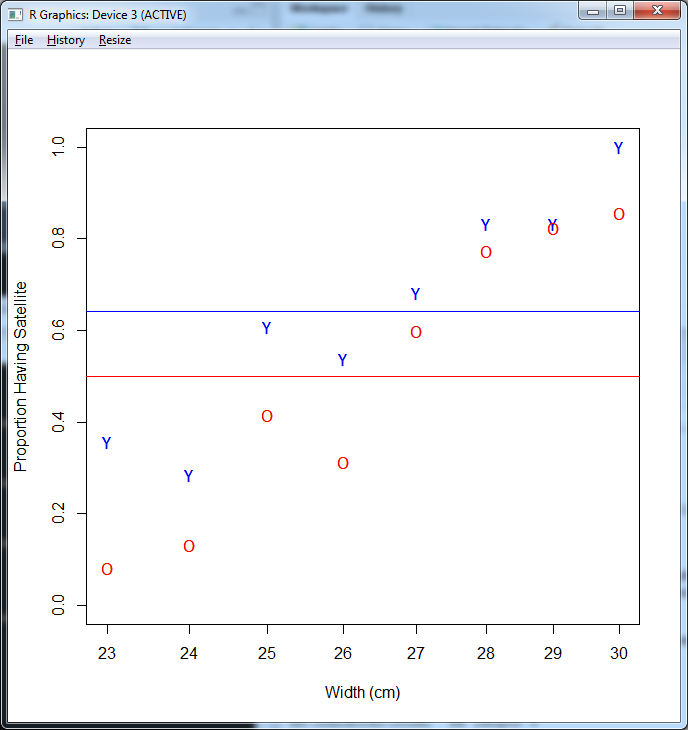 R Graphics: Device 3 (ACTIVE)
File History Resize
1.0
0.8
0.6
0.4
0.2
0.0
Proportion Having Satellite
Y
O
Y
O
Y
O
Y
O
Y
O
Y
O
Y
O
Y
O
23 24 25 26 27 28 29 30
Width (cm)